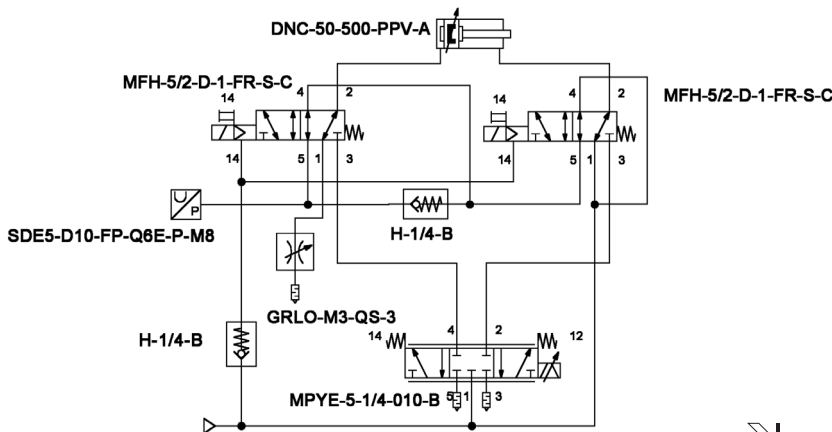 DNC-50-500-PPV-A
MFH-5/2-D-1-FR-S-C
MFH-5/2-D-1-FR-S-C
14
4
2
14
5
1
3
14
4
2
14
5
1
3
P
SDE5-D10-FP-Q6E-P-M8
H-1/4-B
GRLO-M3-QS-3
H-1/4-B
14
4
2
12
MPYE-5-1/4-010-B
5
1
3